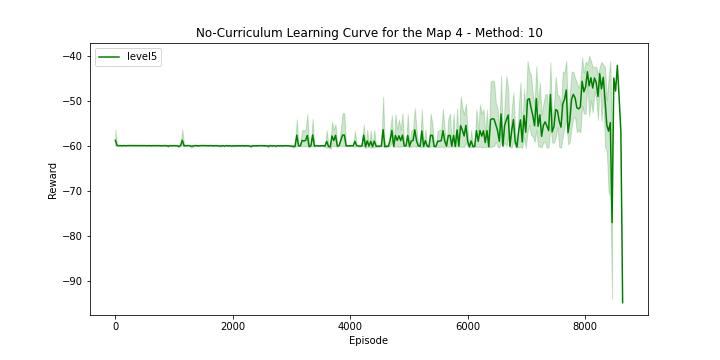 No-Curriculum Learning Curve for the Map 4 - Method: 10
level5
−40
−50
−60
−70
−80
−90
Reward
0 2000 4000 6000 8000
Episode